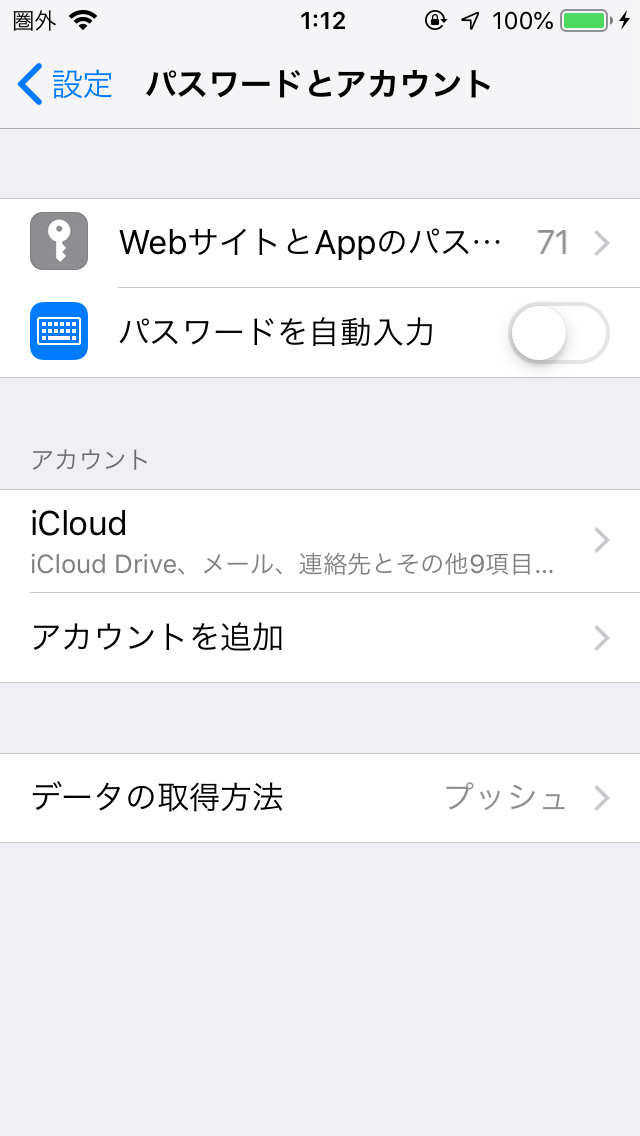 圏外 1:12 100%
設定 パスワードとアカウント
WebサイトとAppのパス… 71
パスワードを自動入力
アカウント
iCloud
iCloud Drive、メール、連絡先とその他9項目...
アカウントを追加
データの取得方法 プッシュ